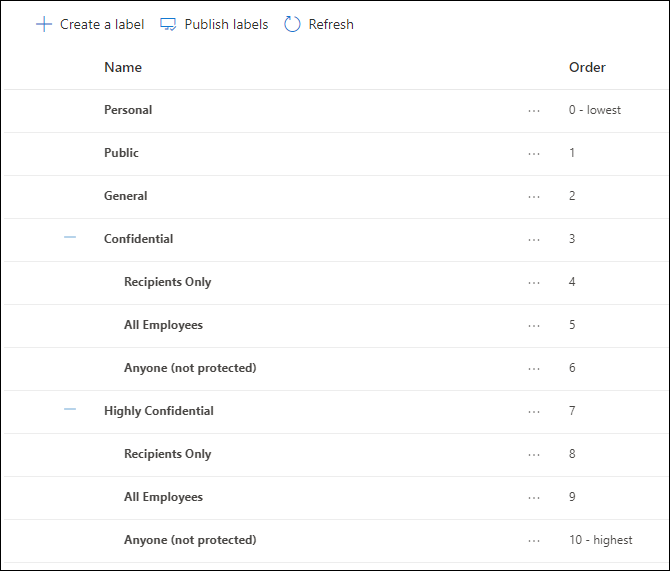 Create a label Publish labels Refresh
Name Order
Personal ... 0 - lowest
Public ... 1
General ... 2
Confidential ... 3
Recipients Only ... 4
All Employees ... 5
Anyone (not protected) ... 6
Highly Confidential ... 7
Recipients Only ... 8
All Employees ... 9
Anyone (not protected) ... 10 - highest